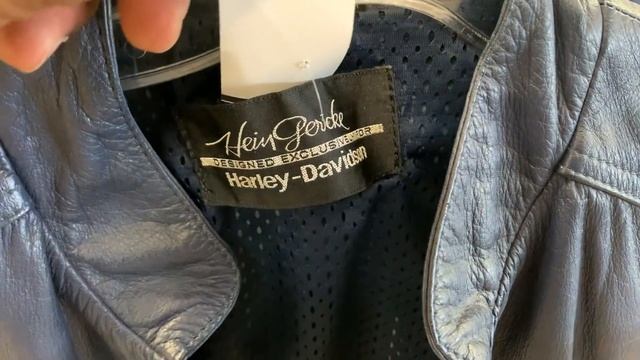 Hein Gericke
DESIGNED EXCLUSIVELY FOR
Harley-Davidson